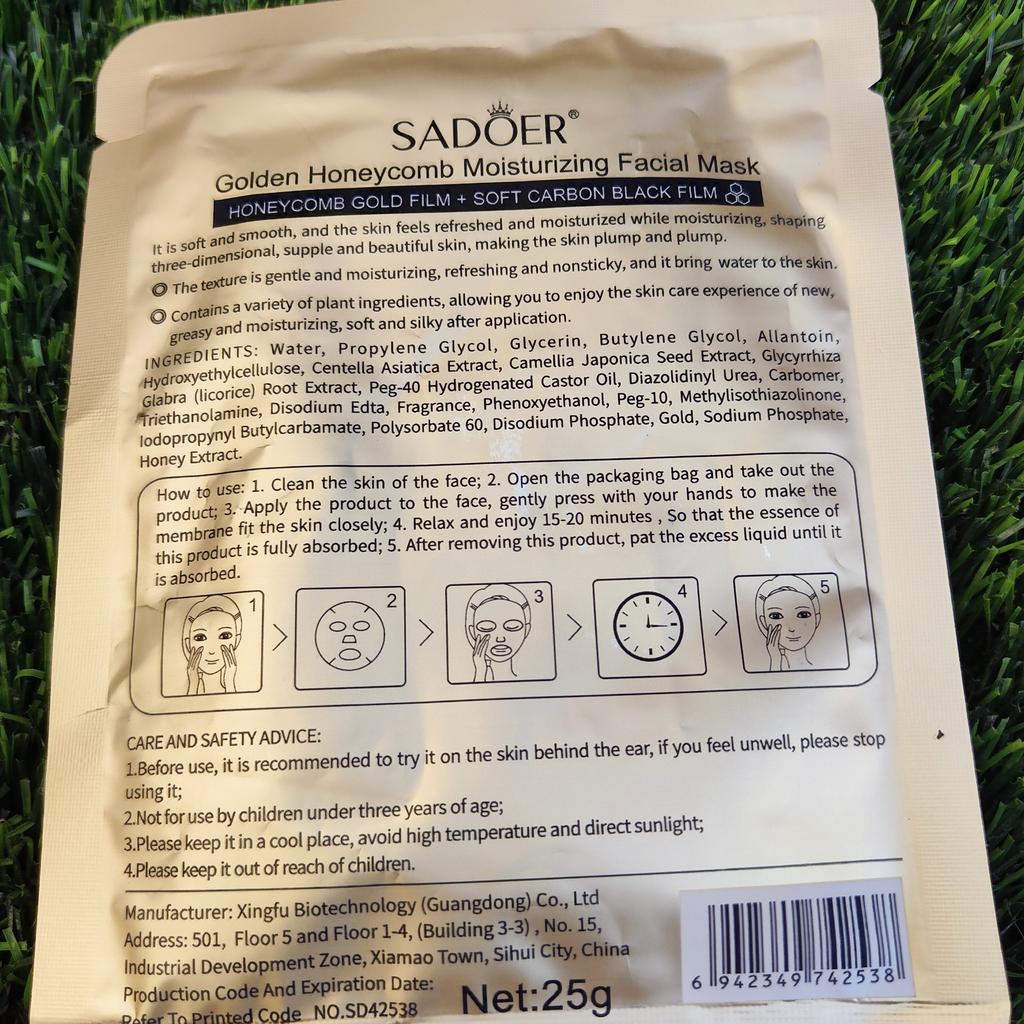 SADOER®
Golden Honeycomb Moisturizing Facial Mask
HONEYCOMB GOLD FILM + SOFT CARBON BLACK FILM
It is soft and smooth, and the skin feels refreshed and moisturized while moisturizing, shaping
three-dimensional, supple and beautiful skin, making the skin plump and plump.
The texture is gentle and moisturizing, refreshing and nonsticky, and it bring water to the skin.
Contains a variety of plant ingredients, allowing you to enjoy the skin care experience of new,
greasy and moisturizing, soft and silky after application.
INGREDIENTS: Water, Propylene Glycol, Glycerin, Butylene Glycol, Allantoin,
Hydroxyethylcellulose, Centella Asiatica Extract, Camellia Japonica Seed Extract, Glycyrrhiza
Glabra (licorice) Root Extract, Peg-40 Hydrogenated Castor Oil, Diazolidinyl Urea, Carbomer,
Triethanolamine, Disodium Edta, Fragrance, Phenoxyethanol, Peg-10, Methylisothiazolinone,
Iodopropynyl Butylcarbamate, Polysorbate 60, Disodium Phosphate, Gold, Sodium Phosphate,
Honey Extract.
How to use: 1. Clean the skin of the face; 2. Open the packaging bag and take out the
product; 3. Apply the product to the face, gently press with your hands to make the
membrane fit the skin closely; 4. Relax and enjoy 15-20 minutes , So that the essence of
this product is fully absorbed; 5. After removing this product, pat the excess liquid until it
is absorbed.
1 > 2 > 3 > 4 > 5
CARE AND SAFETY ADVICE:
1.Before use, it is recommended to try it on the skin behind the ear, if you feel unwell, please stop
using it;
2.Not for use by children under three years of age;
3.Please keep it in a cool place, avoid high temperature and direct sunlight;
4.Please keep it out of reach of children.
Manufacturer: Xingfu Biotechnology (Guangdong) Co., Ltd
Address: 501, Floor 5 and Floor 1-4, (Building 3-3) , No. 15,
Industrial Development Zone, Xiamao Town, Sihui City, China
Production Code And Expiration Date:
Refer To Printed Code NO.SD42538
Net:25g
6 942349 742538